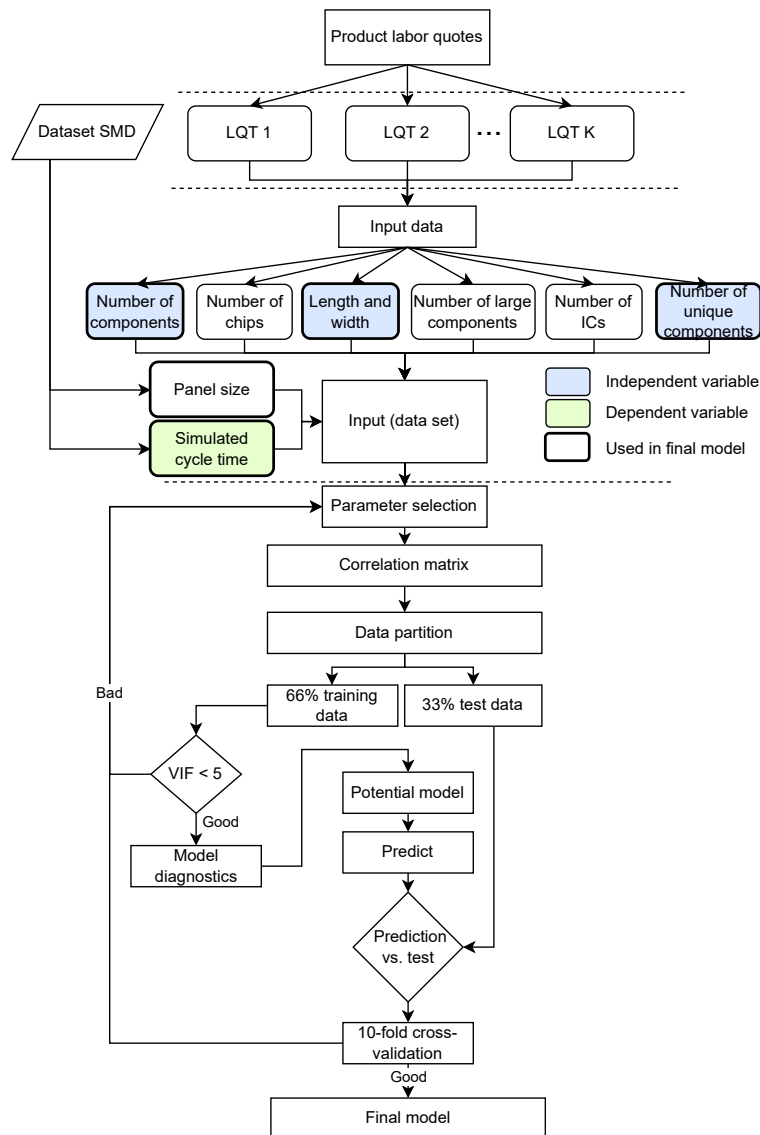 Product labor quotes
Dataset SMD
LQT 1
LQT 2
...
LQT K
Input data
Number of
components
Number of
chips
Length and
width
Number of large
components
Number of
ICs
Number of
unique
components
Panel size
Simulated
cycle time
Input (data set)
Independent variable
Dependent variable
Used in final model
Parameter selection
Correlation matrix
Data partition
Bad
66% training
data
33% test data
VIF < 5
Good
Model
diagnostics
Potential model
Predict
Prediction
vs. test
10-fold cross-
validation
Good
Final model